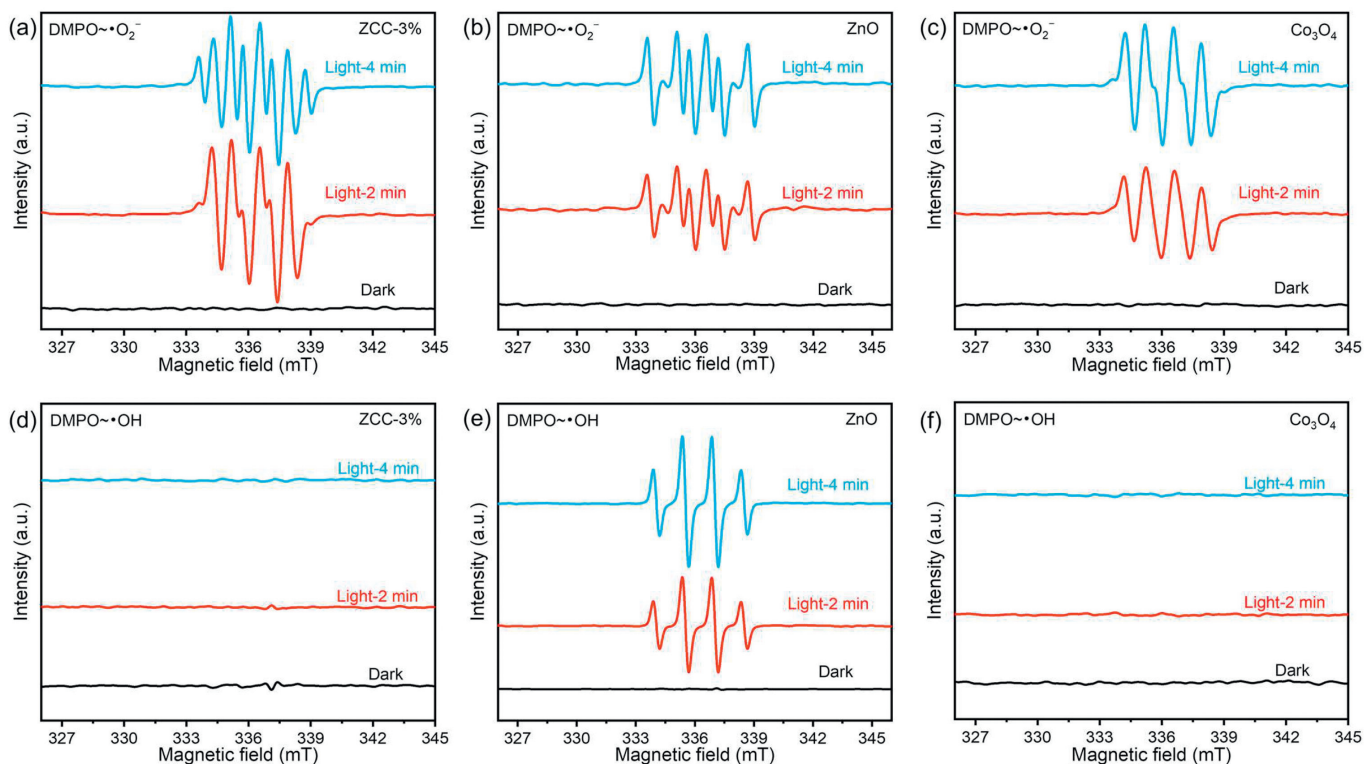 (a)
DMPO~•O₂⁻
ZCC-3%
Light-4 min
Light-2 min
Dark
Intensity (a.u.)
327 330 333 336 339 342 345
Magnetic field (mT)
(b)
DMPO~•O₂⁻
ZnO
Light-4 min
Light-2 min
Dark
Intensity (a.u.)
327 330 333 336 339 342 345
Magnetic field (mT)
(c)
DMPO~•O₂⁻
Co₃O₄
Light-4 min
Light-2 min
Dark
Intensity (a.u.)
327 330 333 336 339 342 345
Magnetic field (mT)
(d)
DMPO~•OH
ZCC-3%
Light-4 min
Light-2 min
Dark
Intensity (a.u.)
327 330 333 336 339 342 345
Magnetic field (mT)
(e)
DMPO~•OH
ZnO
Light-4 min
Light-2 min
Dark
Intensity (a.u.)
327 330 333 336 339 342 345
Magnetic field (mT)
(f)
DMPO~•OH
Co₃O₄
Light-4 min
Light-2 min
Dark
Intensity (a.u.)
327 330 333 336 339 342 345
Magnetic field (mT)